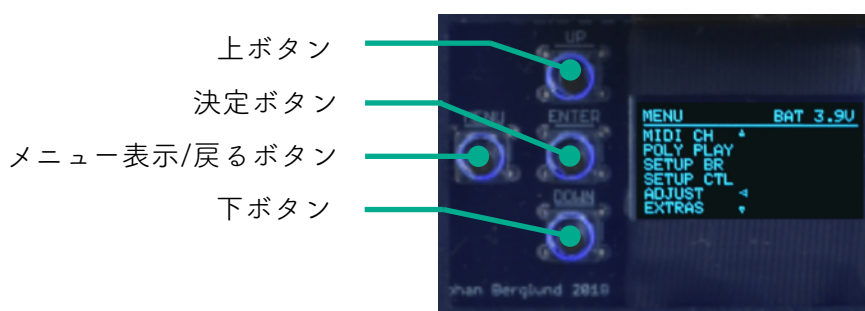 上ボタン
決定ボタン
メニュー表示/戻るボタン
下ボタン
UP
MENU
ENTER
DOWN
MENU BAT 3.9V
MIDI CH
POLY PLAY
SETUP BR
SETUP CTL
ADJUST
EXTRAS
phan Berglund 2018